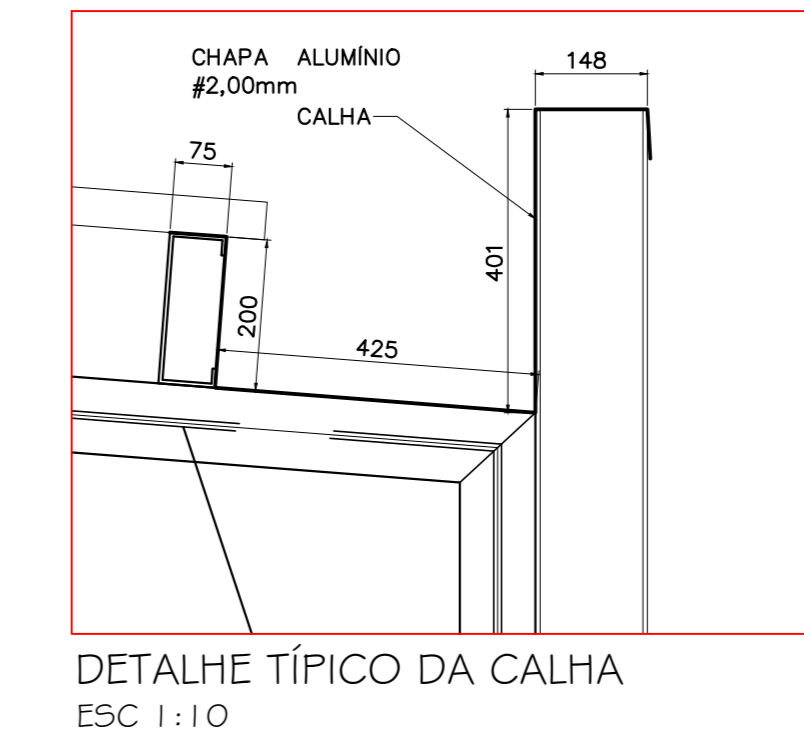 CHAPA ALUMÍNIO
#2,00mm
CALHA
148
75
401
200
425
DETALHE TÍPICO DA CALHA
ESC 1:10